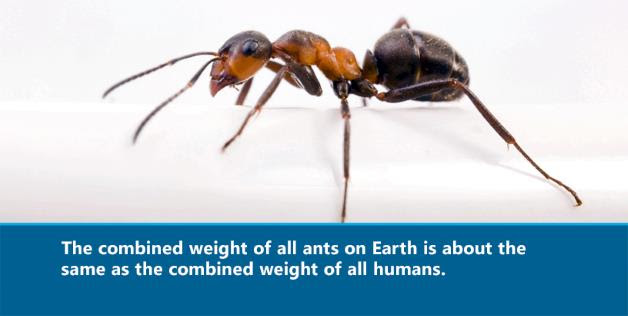 The combined weight of all ants on Earth is about the
same as the combined weight of all humans.